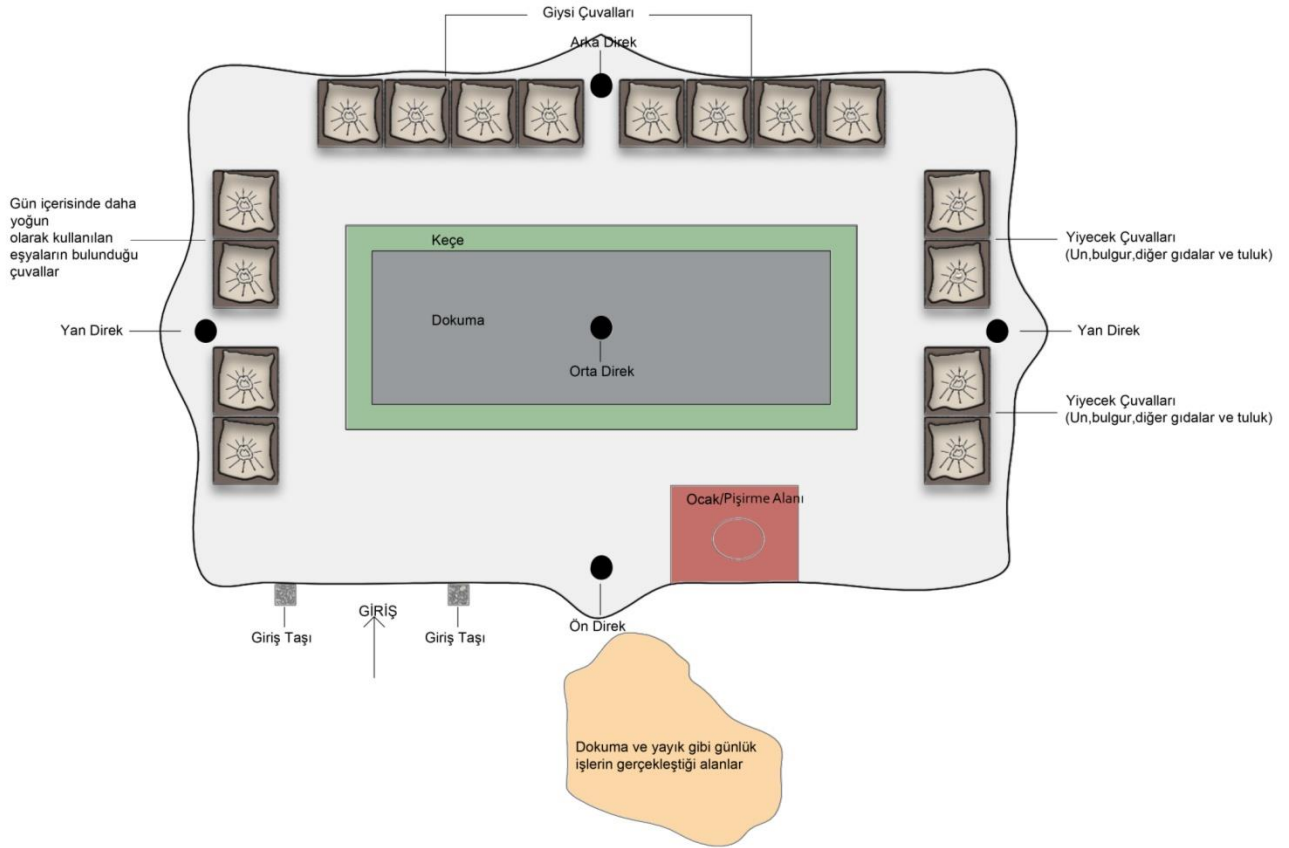 Giysi Çuvalları
Arka Direk
Gün içerisinde daha
yoğun
olarak kullanılan
eşyaların bulunduğu
çuvallar
Keçe
Yiyecek Çuvalları
(Un,bulgur,diğer gıdalar ve tuluk)
Dokuma
Yan Direk
Yan Direk
Orta Direk
Yiyecek Çuvalları
(Un,bulgur,diğer gıdalar ve tuluk)
Ocak/Pişirme Alanı
GİRİŞ
Giriş Taşı
Giriş Taşı
Ön Direk
Dokuma ve yayık gibi günlük
işlerin gerçekleştiği alanlar